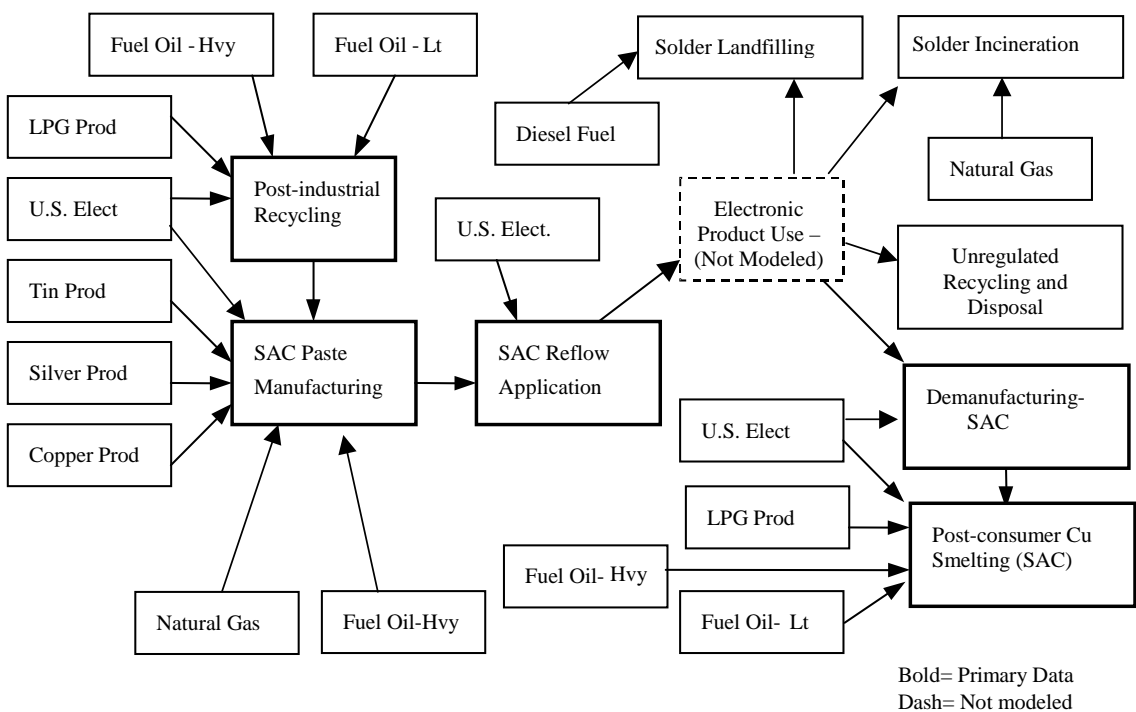 Fuel Oil -Hvy
Fuel Oil - Lt
Solder Landfilling
Solder Incineration
LPG Prod
Diesel Fuel
Natural Gas
Post-industrial
Recycling
U.S. Elect
U.S. Elect.
Electronic
Product Use –
(Not Modeled)
Unregulated
Recycling and
Disposal
Tin Prod
SAC Paste
Manufacturing
SAC Reflow
Application
Silver Prod
Demanufacturing-
SAC
U.S. Elect
Copper Prod
LPG Prod
Post-consumer Cu
Smelting (SAC)
Fuel Oil- Hvy
Natural Gas
Fuel Oil-Hvy
Fuel Oil- Lt
Bold= Primary Data
Dash= Not modeled